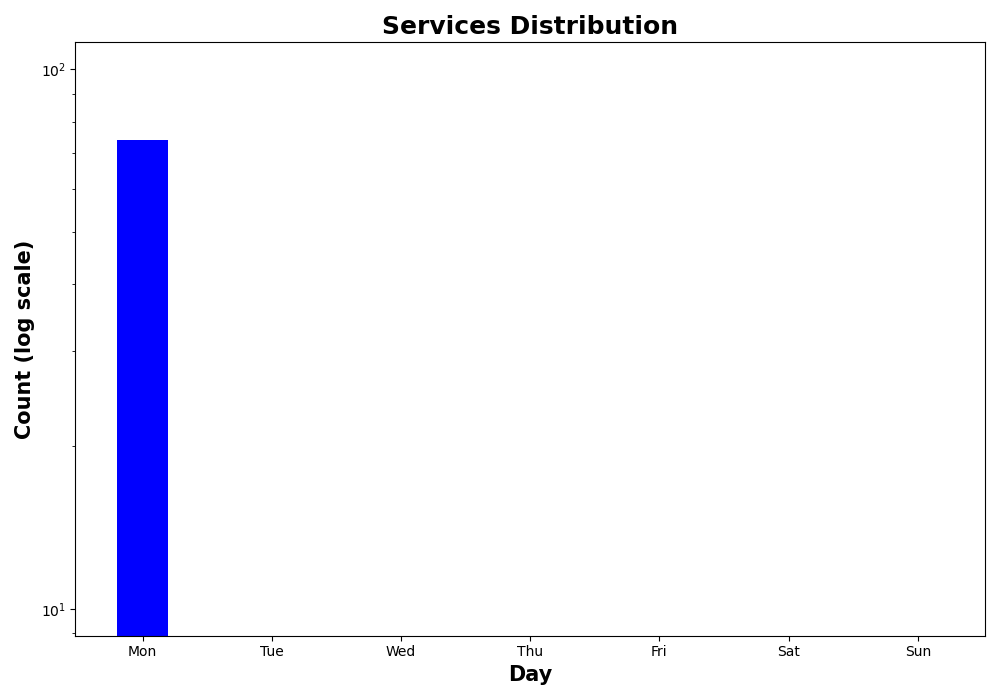 Services Distribution
10²
10¹
Count (log scale)
Mon Tue Wed Thu Fri Sat Sun
Day